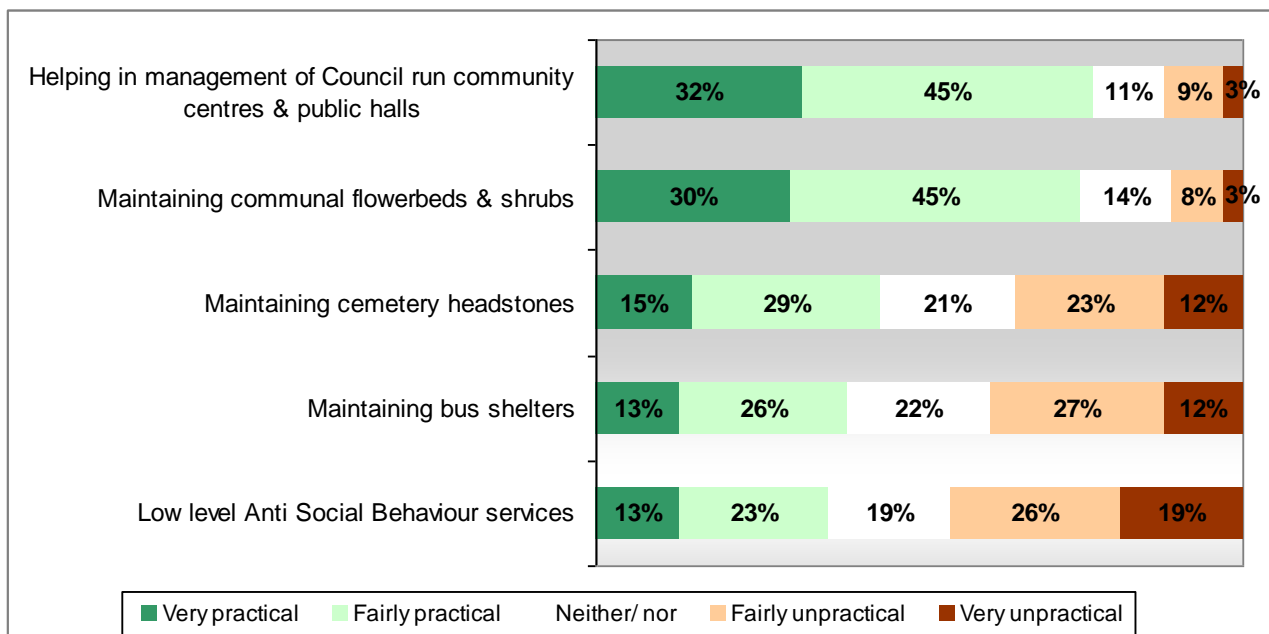 Helping in management of Council run community
centres & public halls
32% 45% 11% 9% 3%
Maintaining communal flowerbeds & shrubs
30% 45% 14% 8% 3%
Maintaining cemetery headstones
15% 29% 21% 23% 12%
Maintaining bus shelters
13% 26% 22% 27% 12%
Low level Anti Social Behaviour services
13% 23% 19% 26% 19%
Very practical Fairly practical Neither/ nor Fairly unpractical Very unpractical